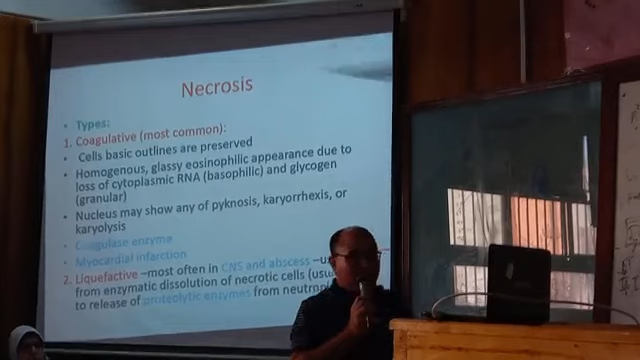 Necrosis
• Types:
1. Coagulative (most common):
• Cells basic outlines are preserved
• Homogenous, glassy eosinophilic appearance due to
loss of cytoplasmic RNA (basophilic) and glycogen
(granular)
• Nucleus may show any of pyknosis, karyorrhexis, or
karyolysis
• Coagulase enzyme
• Myocardial infarction
2. Liquefactive –most often in CNS and abscess –us
from enzymatic dissolution of necrotic cells (usu
to release of proteolytic enzymes from neutrop